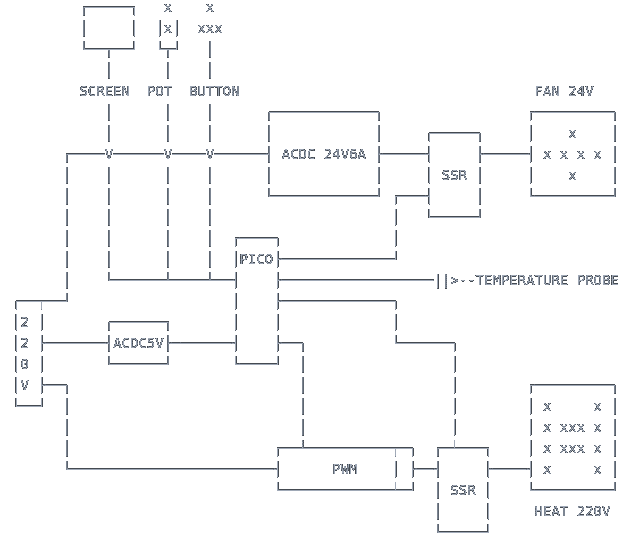 x x
x xxx
SCREEN POT BUTTON FAN 24V
x
V V V ACDC 24V6A x x x x
SSR x
PICO
||>--TEMPERATURE PROBE
2
2 ACDC5V
0
V
x x
x xxx x
x xxx x
PWM x x
SSR
HEAT 220V